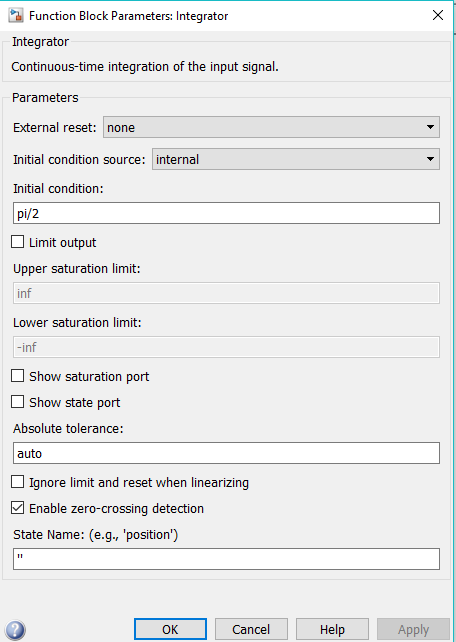 Function Block Parameters: Integrator
Integrator
Continuous-time integration of the input signal.
Parameters
External reset: none
Initial condition source: internal
Initial condition:
pi/2
Limit output
Upper saturation limit:
inf
Lower saturation limit:
-inf
Show saturation port
Show state port
Absolute tolerance:
auto
Ignore limit and reset when linearizing
Enable zero-crossing detection
State Name: (e.g., 'position')
''
? OK Cancel Help Apply